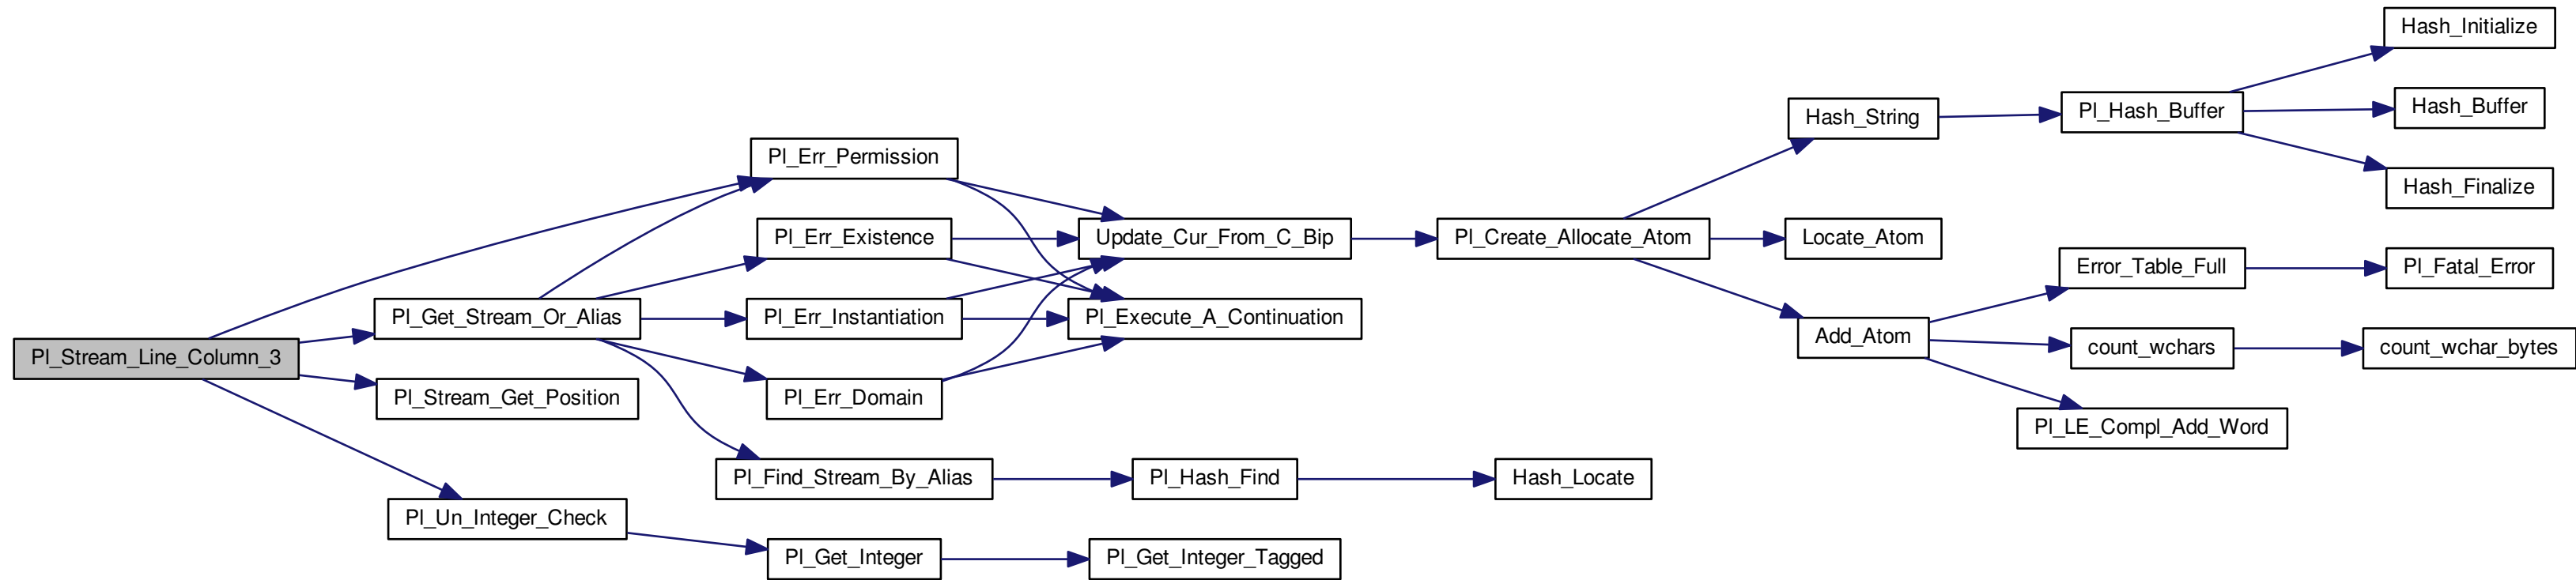 Pl_Stream_Line_Column_3
Pl_Get_Stream_Or_Alias
Pl_Stream_Get_Position
Pl_Un_Integer_Check
Pl_Err_Permission
Pl_Err_Existence
Pl_Err_Instantiation
Pl_Err_Domain
Pl_Find_Stream_By_Alias
Pl_Get_Integer
Update_Cur_From_C_Bip
Pl_Execute_A_Continuation
Pl_Hash_Find
Pl_Get_Integer_Tagged
Pl_Create_Allocate_Atom
Hash_Locate
Hash_String
Locate_Atom
Add_Atom
Pl_Hash_Buffer
Error_Table_Full
count_wchars
Pl_LE_Compl_Add_Word
Hash_Initialize
Hash_Buffer
Hash_Finalize
Pl_Fatal_Error
count_wchar_bytes